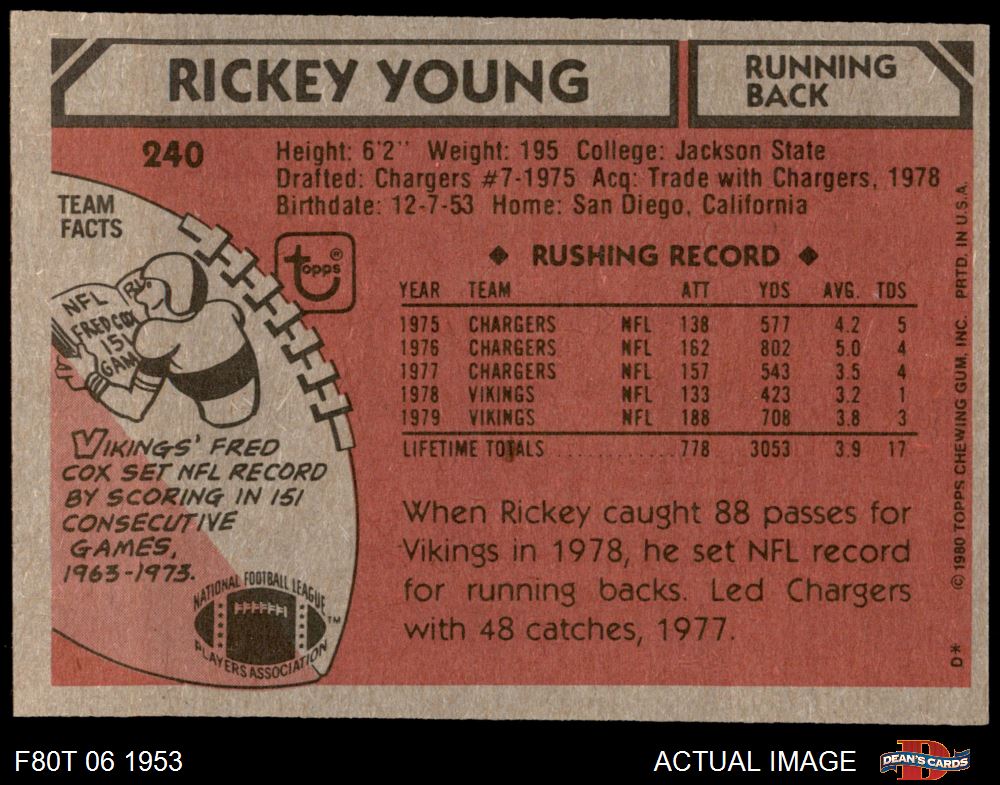 RICKEY YOUNG
RUNNING
BACK
240
Height: 6'2" Weight: 195 College: Jackson State
Drafted: Chargers #7-1975 Acq: Trade with Chargers, 1978
Birthdate: 12-7-53 Home: San Diego, California
TEAM
FACTS
NFL
FRED COX
151
GAM
VIKINGS' FRED
COX SET NFL RECORD
BY SCORING IN 151
CONSECUTIVE
GAMES,
1963-1973.
NATIONAL FOOTBALL LEAGUE
PLAYERS ASSOCIATION
™
topps ®
◆ RUSHING RECORD ◆
YEAR TEAM ATT YDS AVG. TDS
1975 CHARGERS NFL 138 577 4.2 5
1976 CHARGERS NFL 162 802 5.0 4
1977 CHARGERS NFL 157 543 3.5 4
1978 VIKINGS NFL 133 423 3.2 1
1979 VIKINGS NFL 188 708 3.8 3
LIFETIME TOTALS ............ 778 3053 3.9 17
When Rickey caught 88 passes for
Vikings in 1978, he set NFL record
for running backs. Led Chargers
with 48 catches, 1977.
D* © 1980 TOPPS CHEWING GUM, INC. PRTD. IN U.S.A.
F80T 06 1953
ACTUAL IMAGE
DEAN'S CARDS